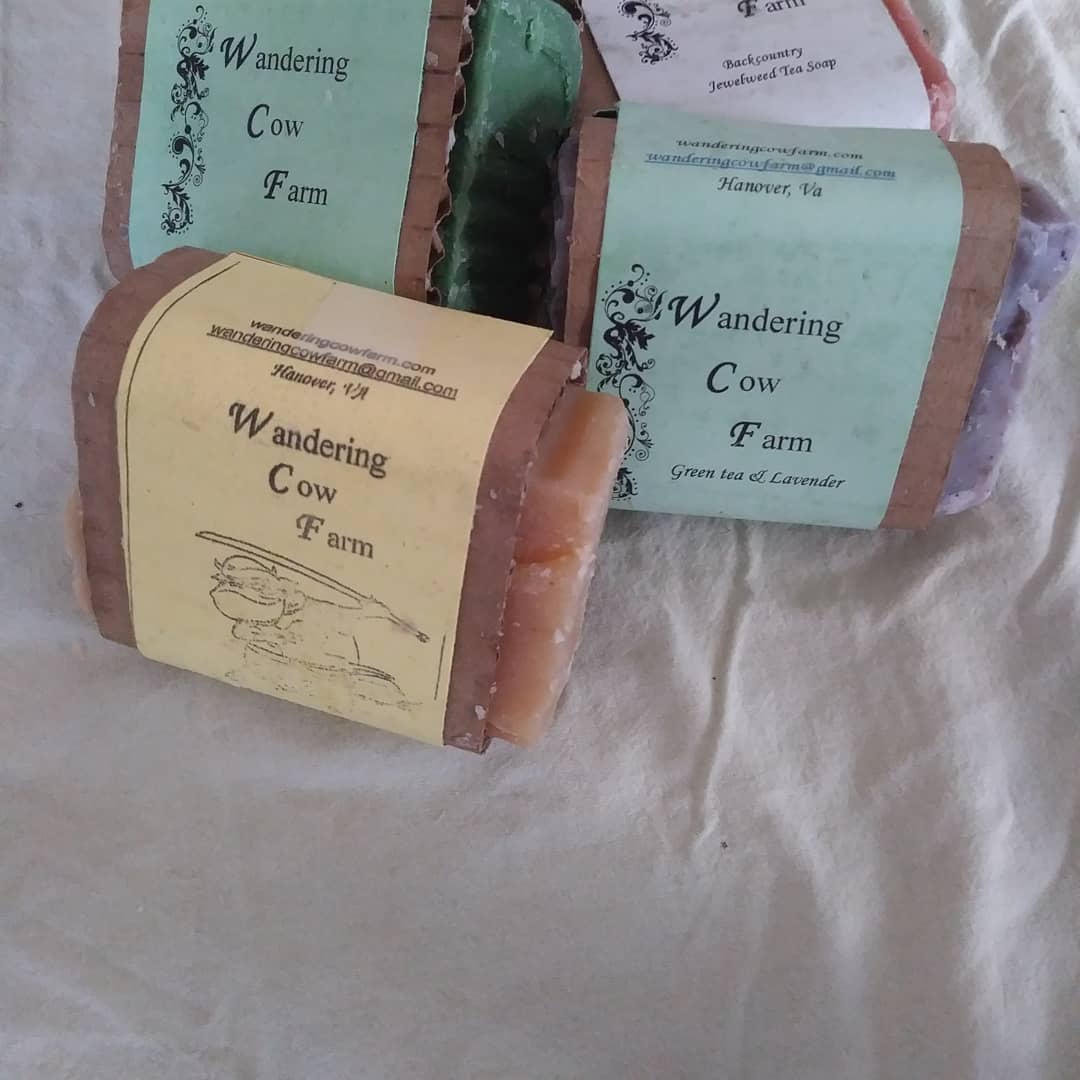 Wandering
Cow
Farm
Farm
Backcountry
Jewelweed Tea Soap
wanderingcowfarm.com
wanderingcowfarm@gmail.com
Hanover, Va
Wandering
Cow
Farm
Green tea & Lavender
wanderingcowfarm.com
wanderingcowfarm@gmail.com
Hanover, VA
Wandering
Cow
Farm